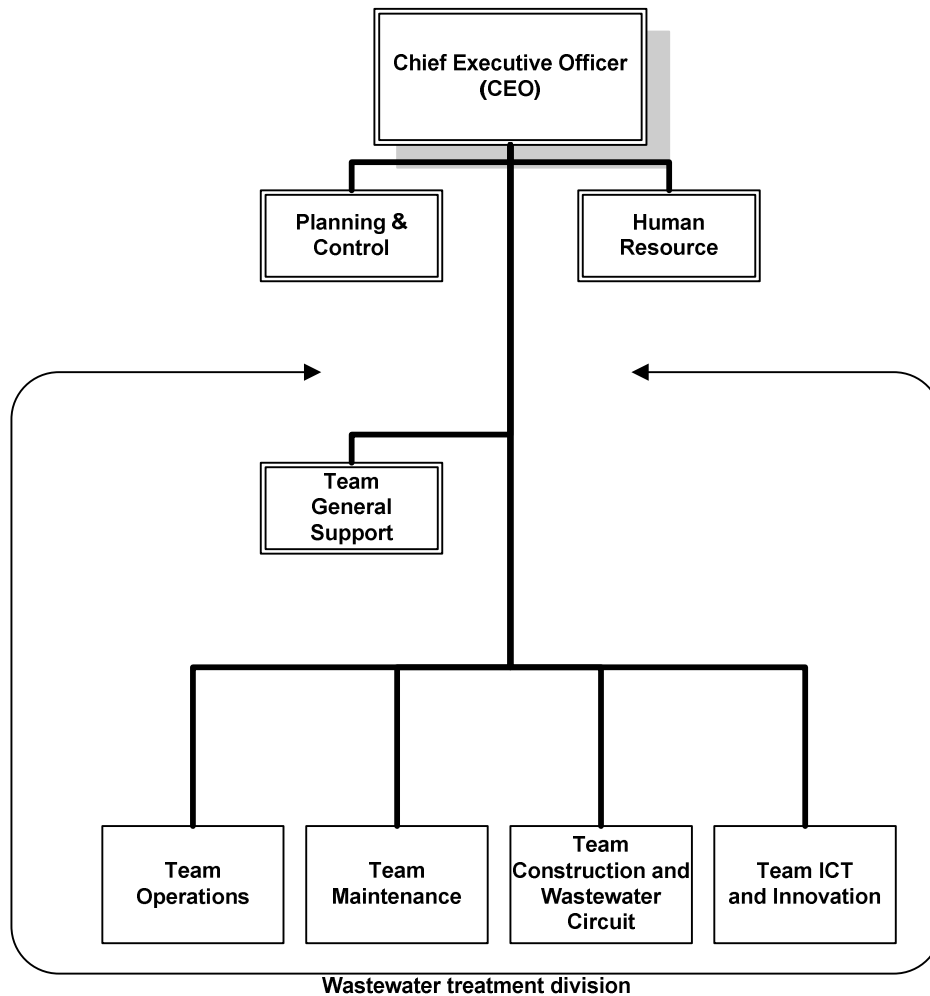 Chief Executive Officer
(CEO)
Planning &
Control
Human
Resource
Team
General
Support
Team
Operations
Team
Maintenance
Team
Construction and
Wastewater
Circuit
Team ICT
and Innovation
Wastewater treatment division